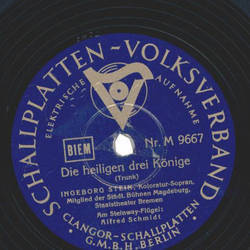 SCHALLPLATTEN-VOLKSVERBAND
ELEKTRISCHE AUFNAHME
BIEM
Nr. M 9667
Die heiligen drei Könige
(Trunk)
INGEBORG STEIN, Koloratur-Sopran,
Mitglied der Städt. Bühnen Magdeburg,
Staatstheater Bremen
Am Steinway-Flügel:
Alfred Schmidt
CLANGOR-SCHALLPLATTEN
G.M.B.H. BERLIN